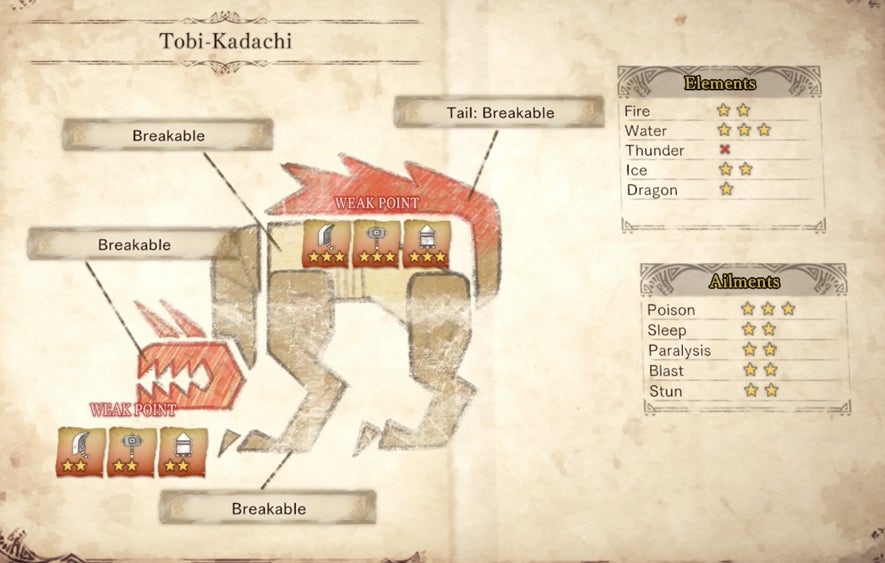 Tobi-Kadachi
Tail: Breakable
Breakable
WEAK POINT
Breakable
WEAK POINT
Breakable
Elements
Fire
Water
Thunder
Ice
Dragon
Ailments
Poison
Sleep
Paralysis
Blast
Stun